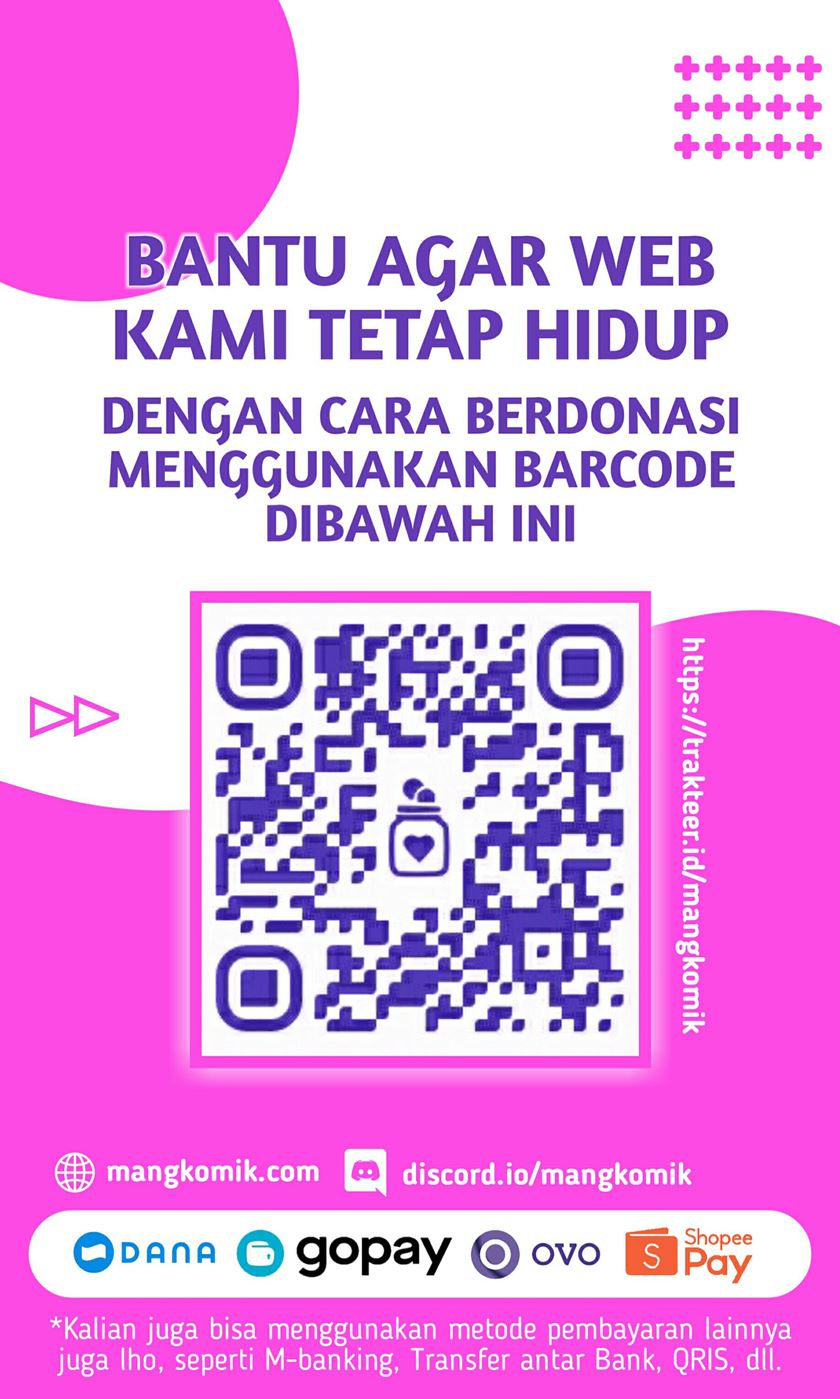 BANTU AGAR WEB
KAMI TETAP HIDUP
DENGAN CARA BERDONASI
MENGGUNAKAN BARCODE
DIBAWAH INI
https://trakteer.id/mangkomik
mangkomik.com
discord.io/mangkomik
DANA
gopay
OVO
S
Shopee
Pay
*Kalian juga bisa menggunakan metode pembayaran lainnya
juga lho, seperti M-banking, Transfer antar Bank, QRIS, dll.